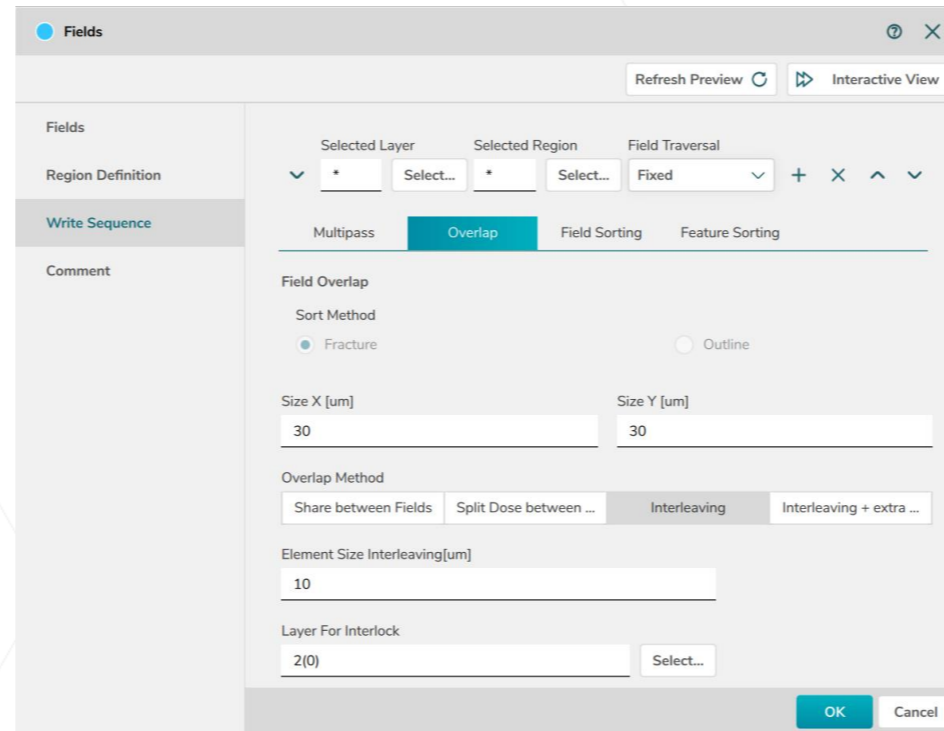 Fields
Refresh Preview
Interactive View
Fields
Region Definition
Write Sequence
Comment
Selected Layer Selected Region Field Traversal
* Select... * Select... Fixed
Multipass Overlap Field Sorting Feature Sorting
Field Overlap
Sort Method
Fracture Outline
Size X [um] Size Y [um]
30 30
Overlap Method
Share between Fields Split Dose between ... Interleaving Interleaving + extra ...
Element Size Interleaving[um]
10
Layer For Interlock
2(0) Select...
OK Cancel